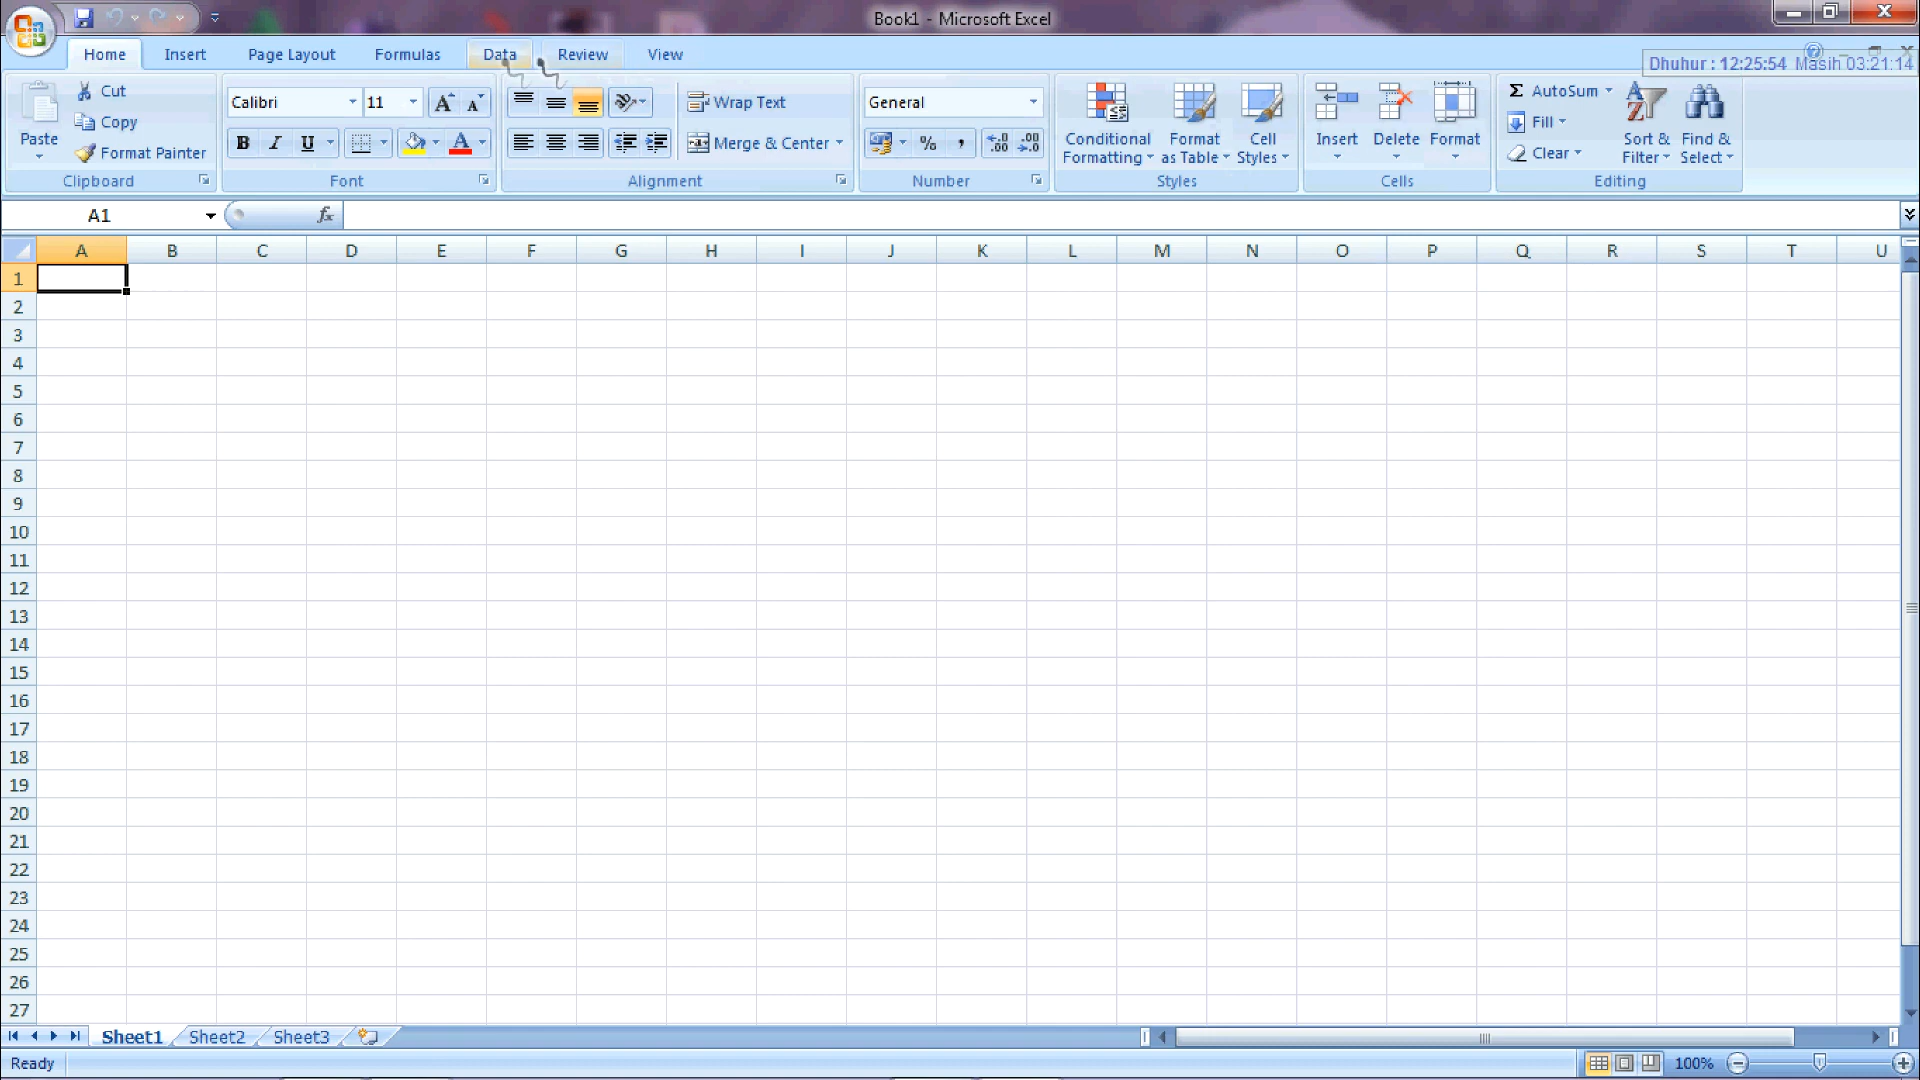 Book1 - Microsoft Excel
Home Insert Page Layout Formulas Data Review View
Dhuhur : 12:25:54 Masih 03:21:14
Paste Cut
Copy
Format Painter
Clipboard
Calibri 11
B I U
Font
Wrap Text
Merge & Center
Alignment
General
% ,
Number
Conditional Formatting
Format as Table
Cell Styles
Styles
Insert Delete Format
Cells
Σ AutoSum
Fill
Clear
Sort & Filter
Find & Select
Editing
A1 fx
A B C D E F G H I J K L M N O P Q R S T U
1
2
3
4
5
6
7
8
9
10
11
12
13
14
15
16
17
18
19
20
21
22
23
24
25
26
27
Sheet1 Sheet2 Sheet3
Ready 100%